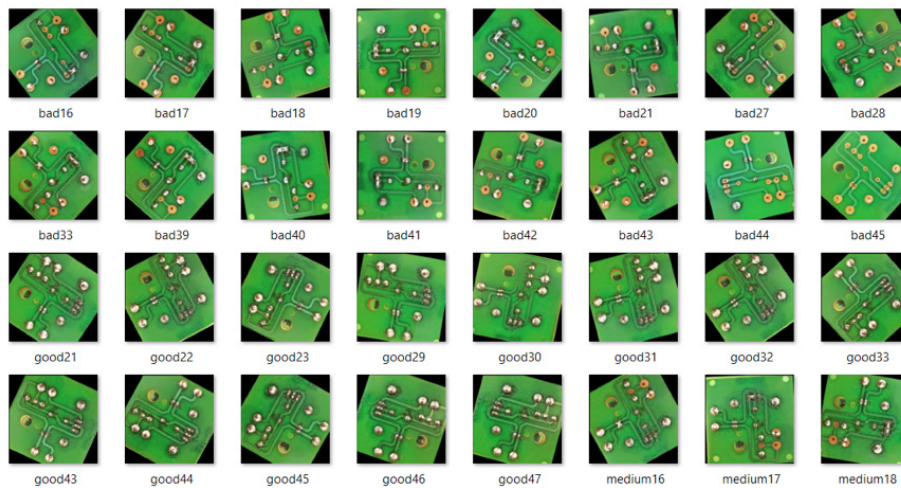 bad16 bad17 bad18 bad19 bad20 bad21 bad27 bad28
bad33 bad39 bad40 bad41 bad42 bad43 bad44 bad45
good21 good22 good23 good29 good30 good31 good32 good33
good43 good44 good45 good46 good47 medium16 medium17 medium18